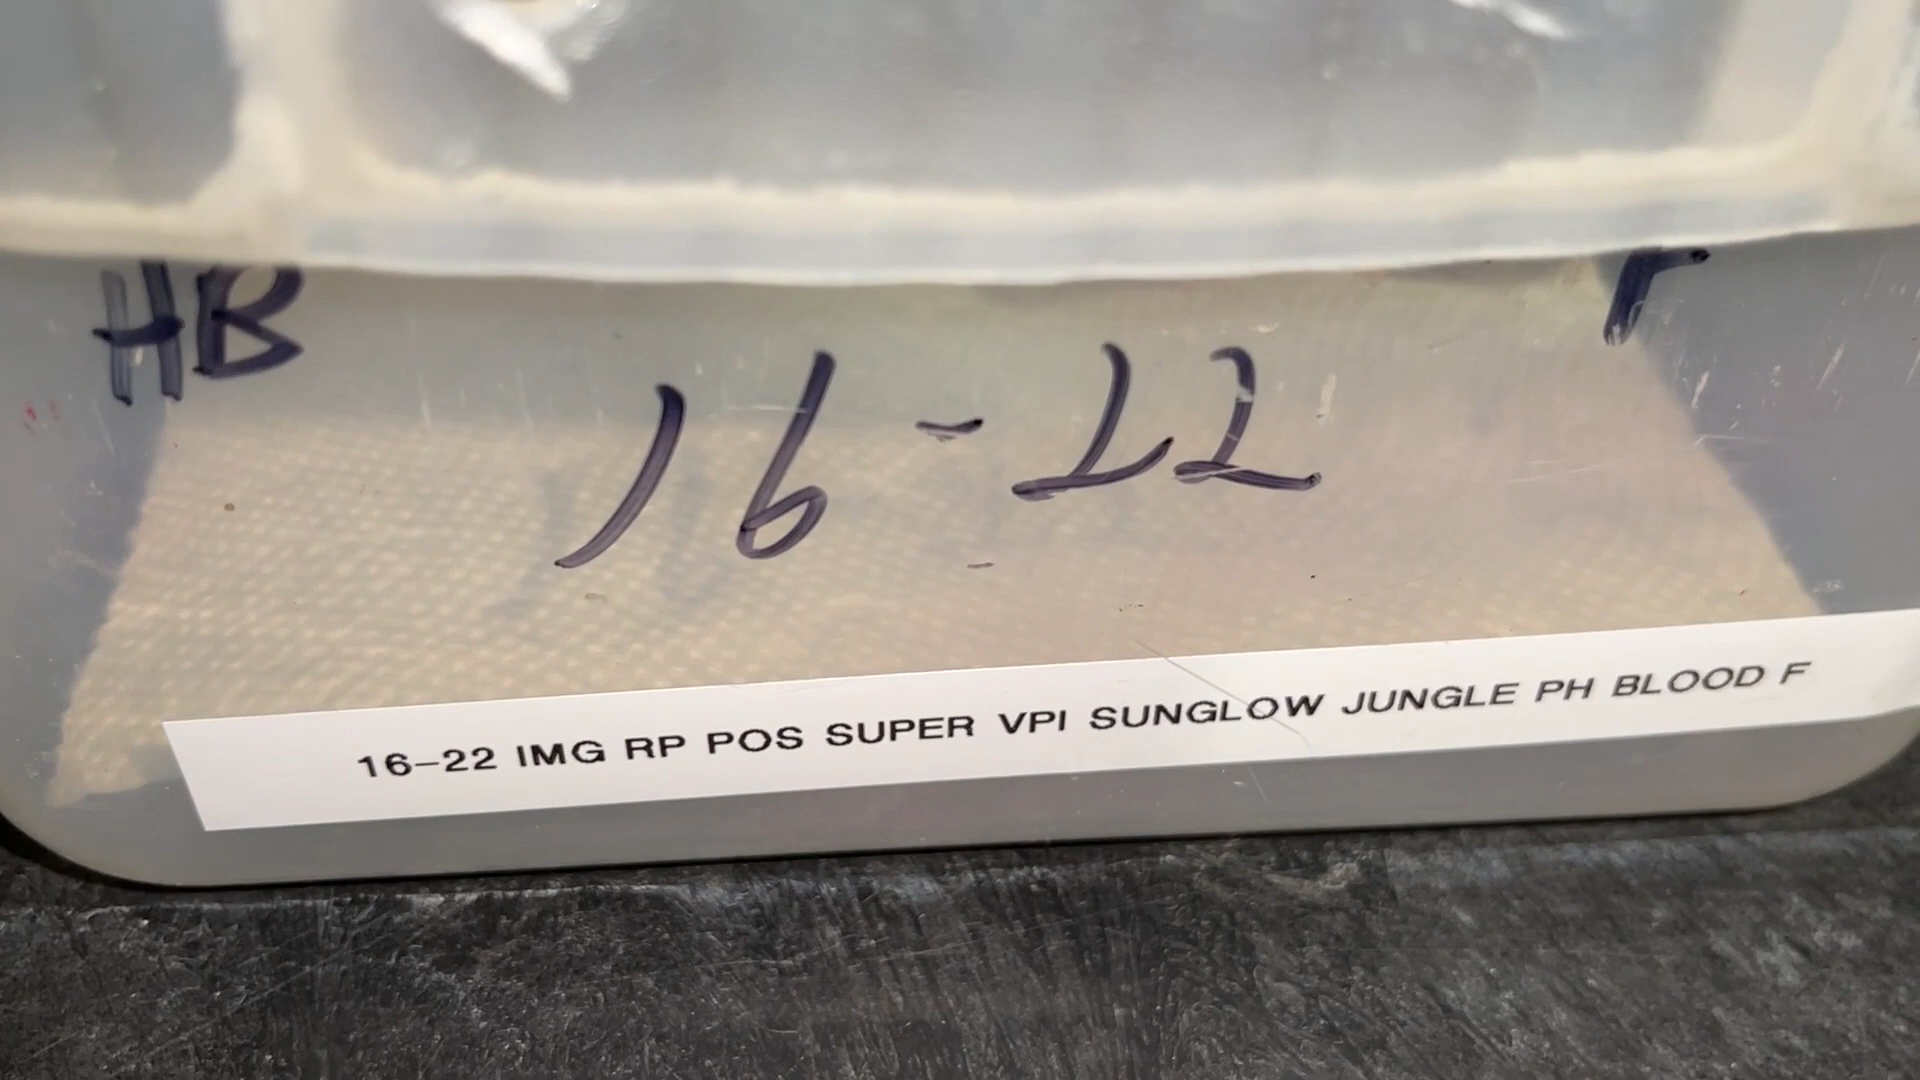 HB F
16-22
16-22 IMG RP POS SUPER VPI SUNGLOW JUNGLE PH BLOOD F